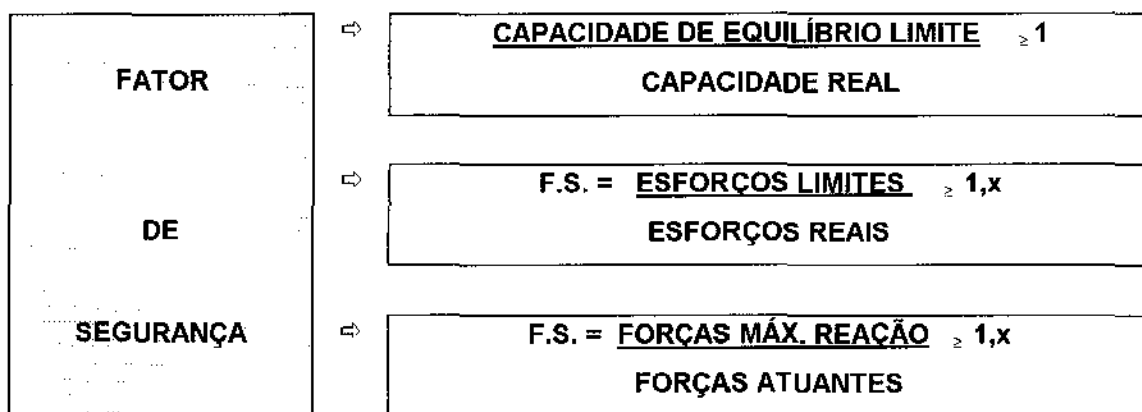 FATOR
DE
SEGURANÇA
⇨ CAPACIDADE DE EQUILÍBRIO LIMITE ≥ 1
CAPACIDADE REAL
⇨ F.S. = ESFORÇOS LIMITES ≥ 1,x
ESFORÇOS REAIS
⇨ F.S. = FORÇAS MÁX. REAÇÃO ≥ 1,x
FORÇAS ATUANTES